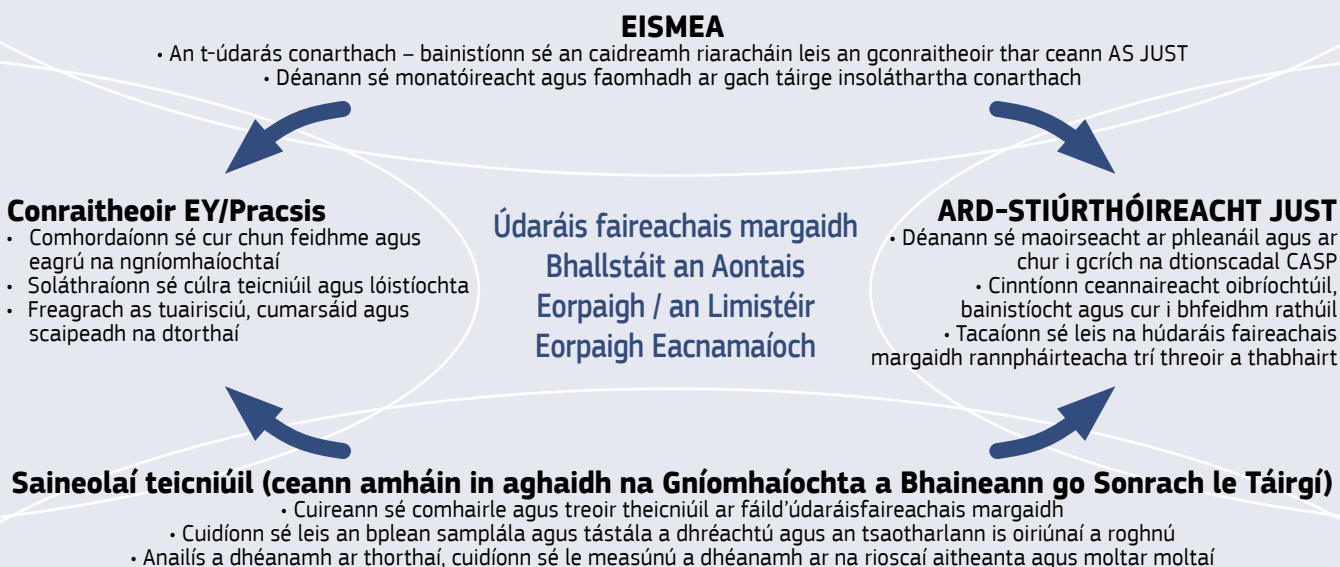 EISMEA
• An t-údarás conarthach – bainistíonn sé an caidreamh riaracháin leis an gconraitheoir thar ceann AS JUST
• Déanann sé monatóireacht agus faomhadh ar gach táirge insoláthartha conarthach
Conraitheoir EY/Pracsis
• Comhordaíonn sé cur chun feidhme agus
eagrú na ngníomhaíochtaí
• Soláthraíonn sé cúlra teicniúil agus lóistíochta
• Freagrach as tuairisciú, cumarsáid agus
scaipeadh na dtorthaí
Údaráis faireachais margaidh
Bhallstáit an Aontais
Eorpaigh / an Limistéir
Eorpaigh Eacnamaíoch
ARD-STIÚRTHÓIREACHT JUST
• Déanann sé maoirseacht ar phleanáil agus ar
chur i gcrích na dtionscadal CASP
• Cinntíonn ceannaireacht oibríochtúil,
bainistíocht agus cur i bhfeidhm rathúil
• Tacaíonn sé leis na húdaráis faireachais
margaidh rannpháirteacha trí threoir a thabhairt
Saineolaí teicniúil (ceann amháin in aghaidh na Gníomhaíochta a Bhaineann go Sonrach le Táirgí)
• Cuireann sé comhairle agus treoir theicniúil ar fáild'údaráisfaireachais margaidh
• Cuidíonn sé leis an bplean samplála agus tástála a dhréachtú agus an tsaotharlann is oiriúnaí a roghnú
• Anailís a dhéanamh ar thorthaí, cuidíonn sé le measúnú a dhéanamh ar na rioscaí aitheanta agus moltar moltaí